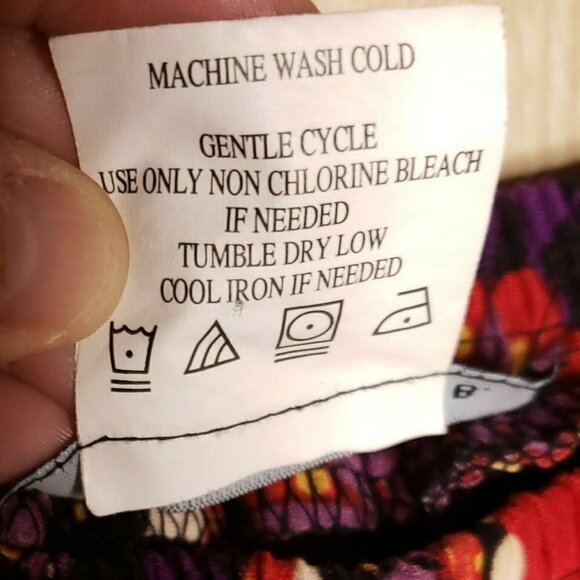 MACHINE WASH COLD
GENTLE CYCLE
USE ONLY NON CHLORINE BLEACH
IF NEEDED
TUMBLE DRY LOW
COOL IRON IF NEEDED
B